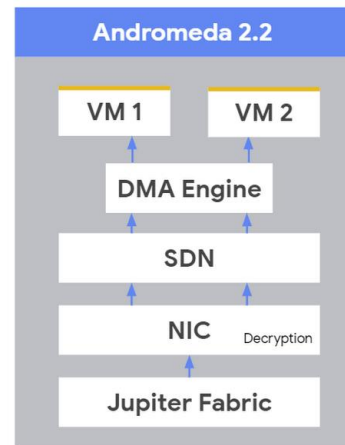 Andromeda 2.2
VM 1
VM 2
DMA Engine
SDN
NIC
Decryption
Jupiter Fabric